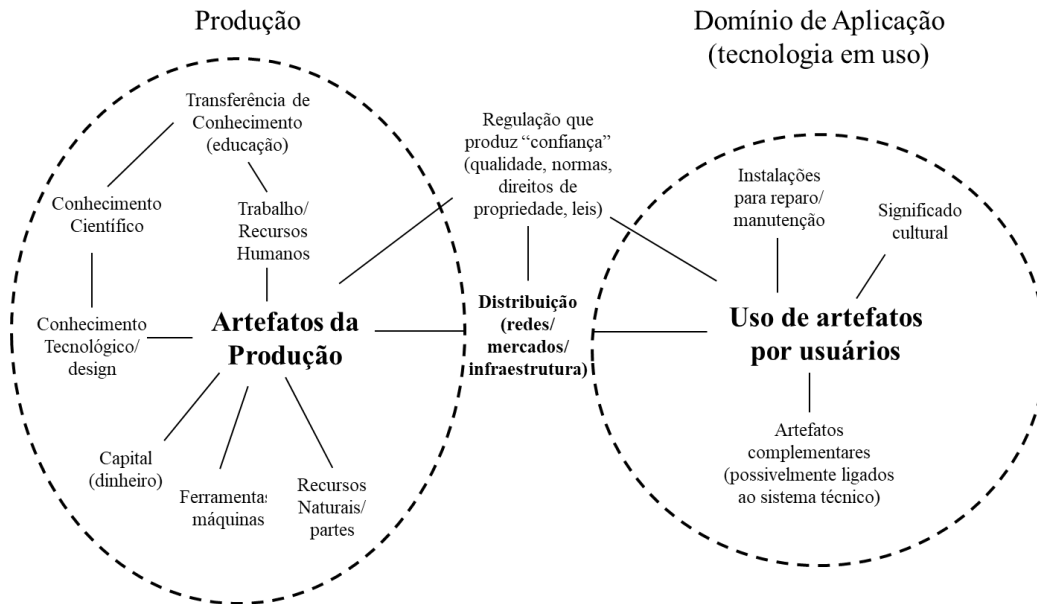 Produção
Domínio de Aplicação
(tecnologia em uso)
Transferência de
Conhecimento
(educação)
Conhecimento
Científico
Trabalho/
Recursos
Humanos
Conhecimento
Tecnológico/
design
Artefatos da
Produção
Capital
(dinheiro)
Ferramentas
máquinas
Recursos
Naturais/
partes
Regulação que
produz “confiança”
(qualidade, normas,
direitos de
propriedade, leis)
Distribuição
(redes/
mercados/
infraestrutura)
Instalações
para reparo/
manutenção
Significado
cultural
Uso de artefatos
por usuários
Artefatos
complementares
(possivelmente ligados
ao sistema técnico)